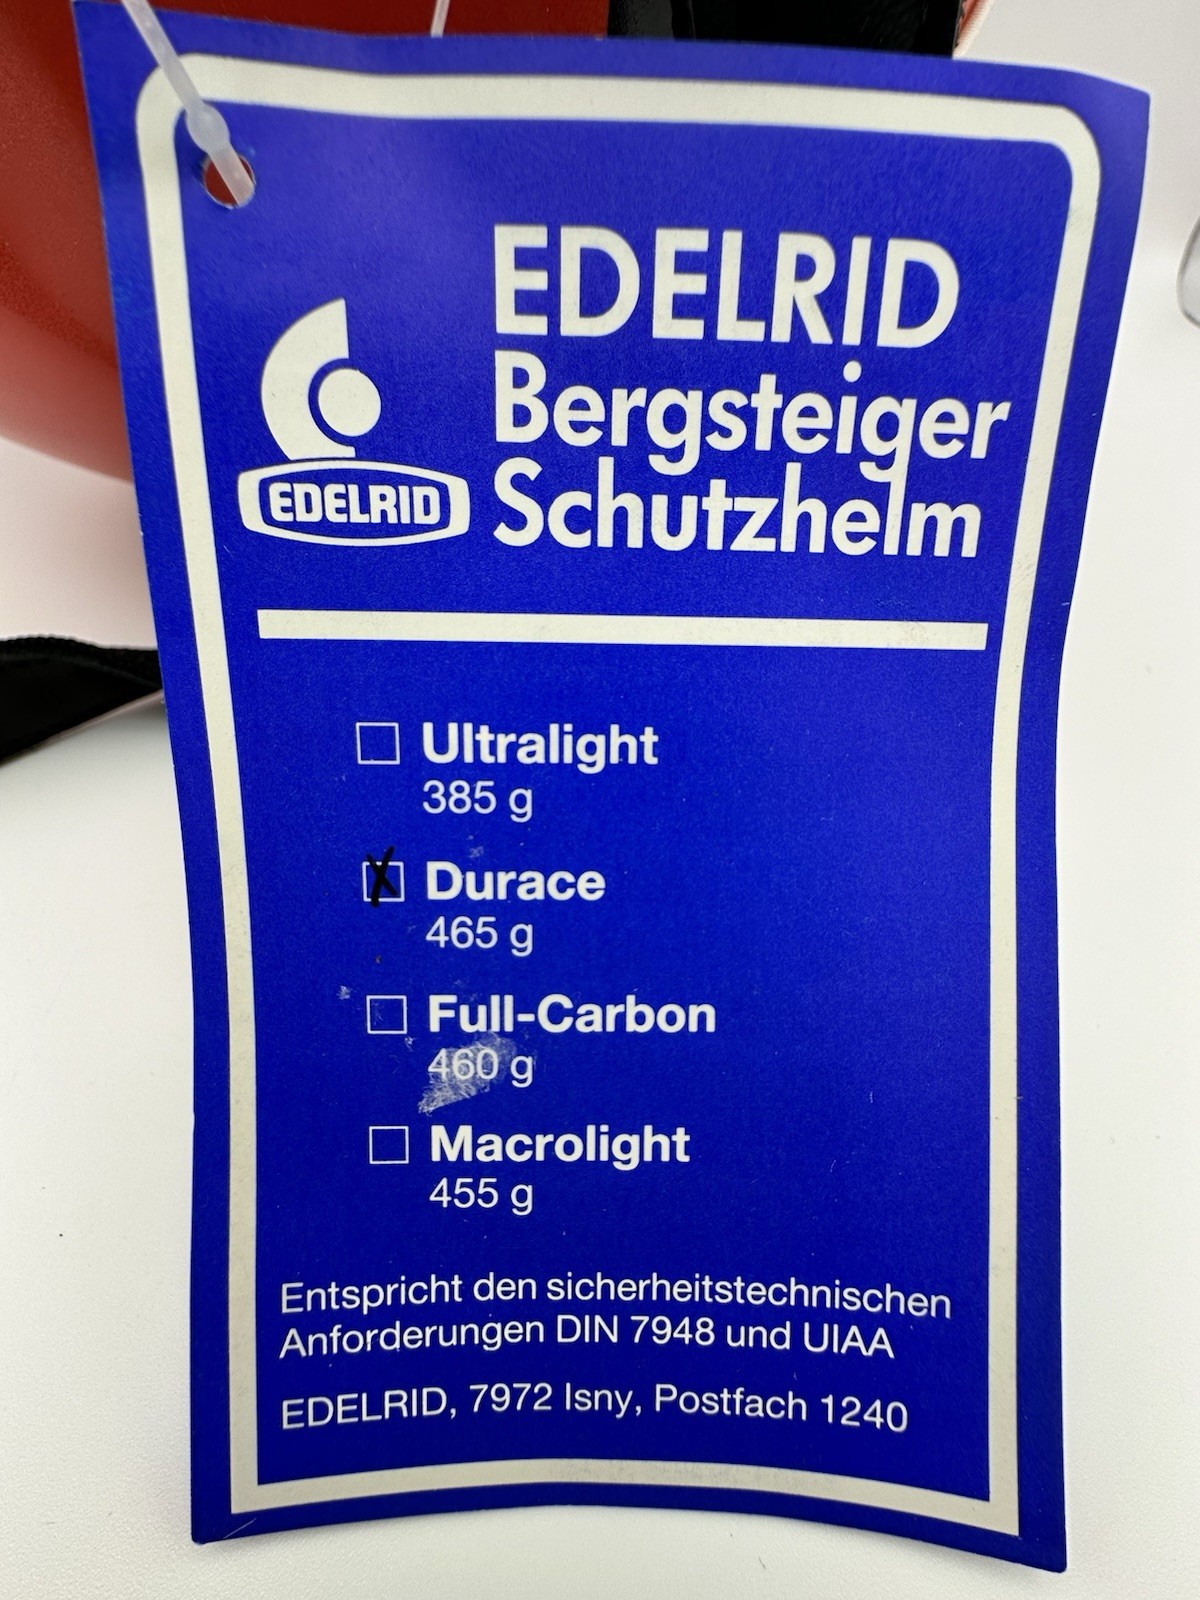 EDELRID
Bergsteiger
Schutzhelm
EDELRID
Ultralight
385 g
Durace
465 g
Full-Carbon
460 g
Macrolight
455 g
Entspricht den sicherheitstechnischen
Anforderungen DIN 7948 und UIAA
EDELRID, 7972 Isny, Postfach 1240